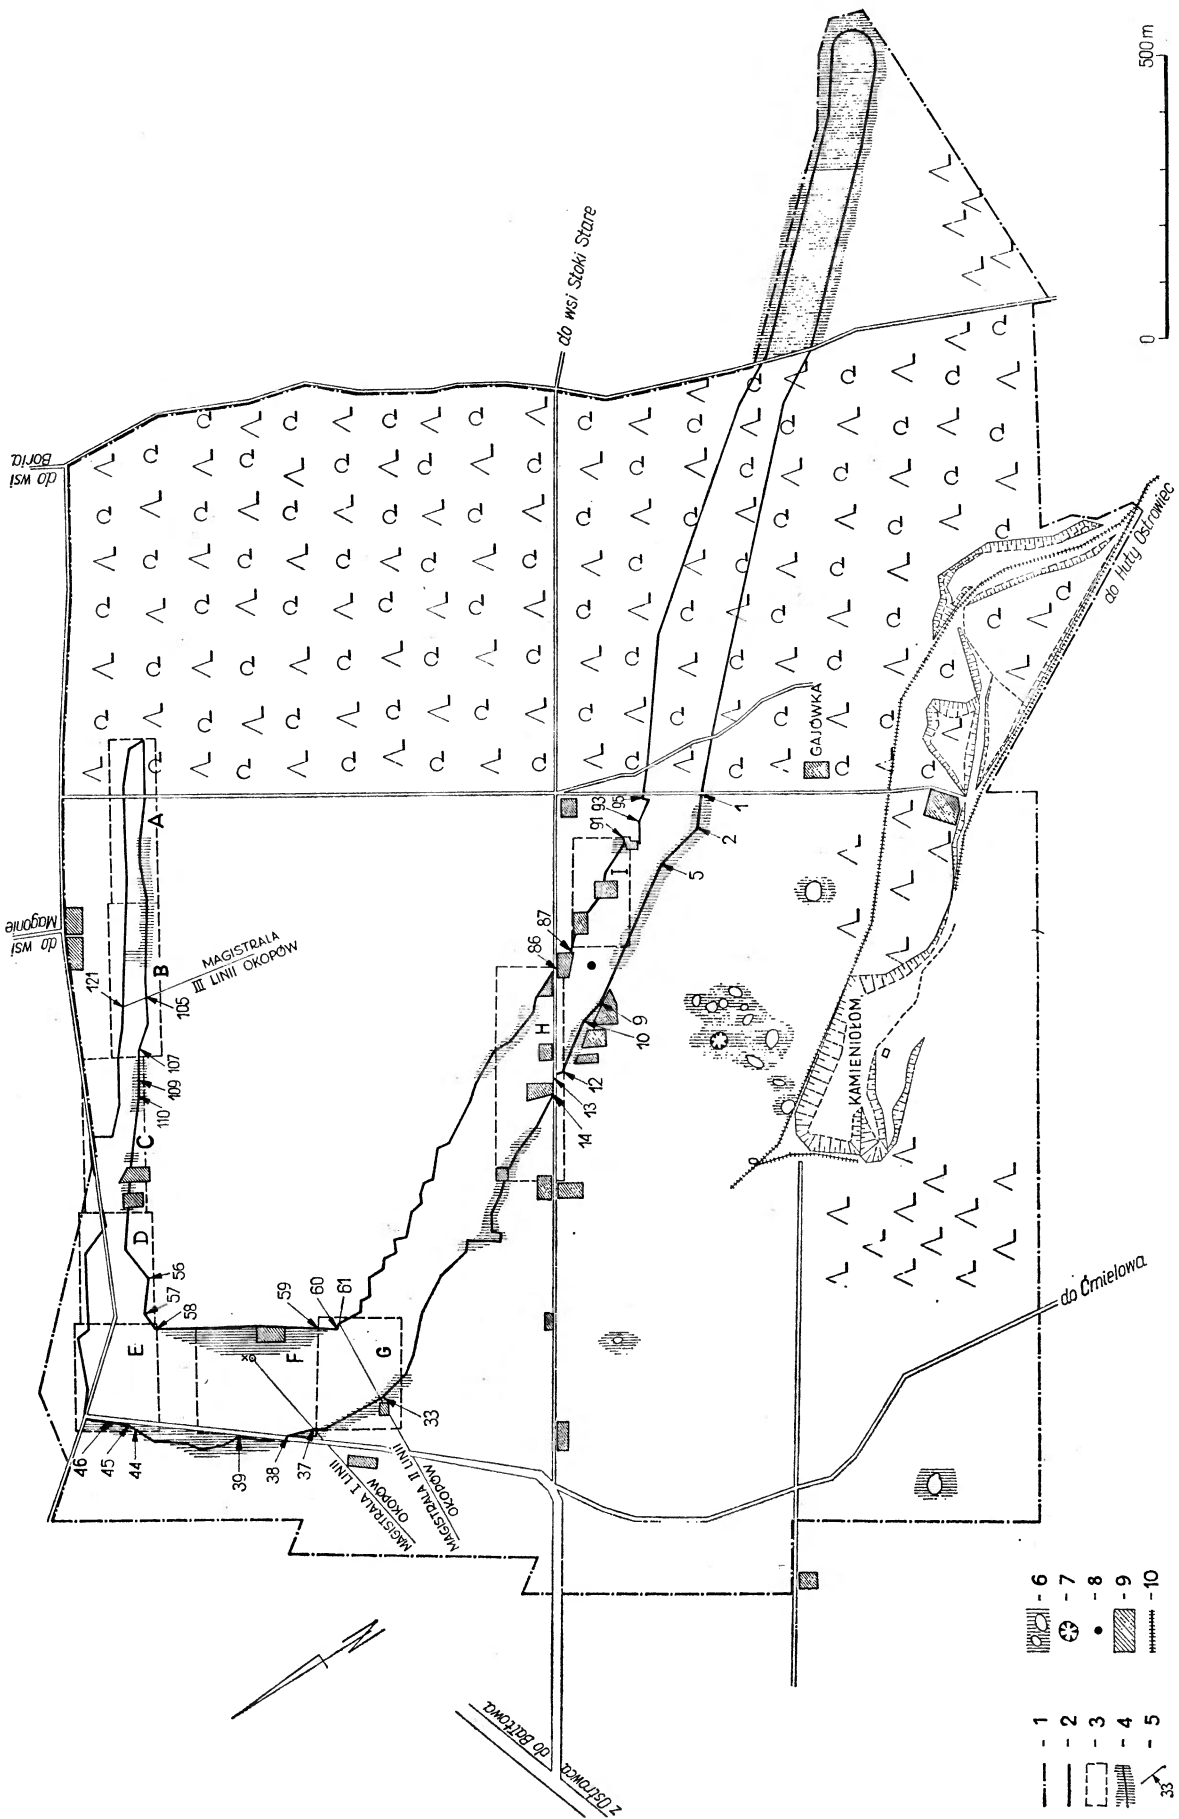 500 m
0
do wsi Stoki Stare
do wsi
Boria
do Huty Ostrowiec
GAJÓWKA
do wsi
Magonie
MAGISTRALA
III LINII OKOPÓW
KAMIENIOŁOM
do Ćmielowa
MAGISTRALA I LINII
OKOPÓW
MAGISTRALA II LINII
OKOPÓW
do Bałtowa
z Ostrowca
A
B
C
D
E
F
G
H
I
1
2
5
9
10
12
13
14
33
37
38
39
44
45
46
56
57
58
59
60
61
86
87
91
93
95
105
107
109
110
121
- 1
- 2
- 3
- 4
33 - 5
- 6
- 7
- 8
- 9
- 10